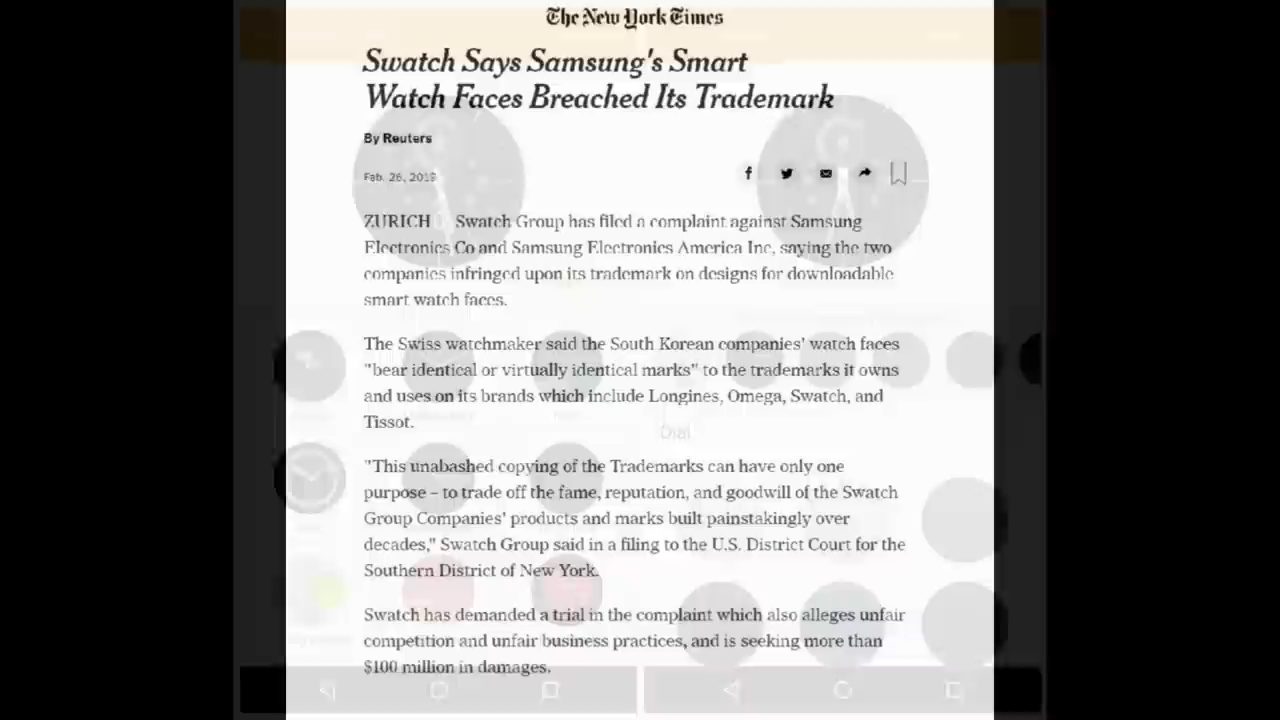 The New York Times
Swatch Says Samsung's Smart
Watch Faces Breached Its Trademark
By Reuters
Feb. 26, 2019
ZURICH Swatch Group has filed a complaint against Samsung
Electronics Co and Samsung Electronics America Inc, saying the two
companies infringed upon its trademark on designs for downloadable
smart watch faces.
The Swiss watchmaker said the South Korean companies' watch faces
"bear identical or virtually identical marks" to the trademarks it owns
and uses on its brands which include Longines, Omega, Swatch, and
Tissot.
Dial
"This unabashed copying of the Trademarks can have only one
purpose – to trade off the fame, reputation, and goodwill of the Swatch
Group Companies' products and marks built painstakingly over
decades," Swatch Group said in a filing to the U.S. District Court for the
Southern District of New York.
Swatch has demanded a trial in the complaint which also alleges unfair
competition and unfair business practices, and is seeking more than
$100 million in damages.